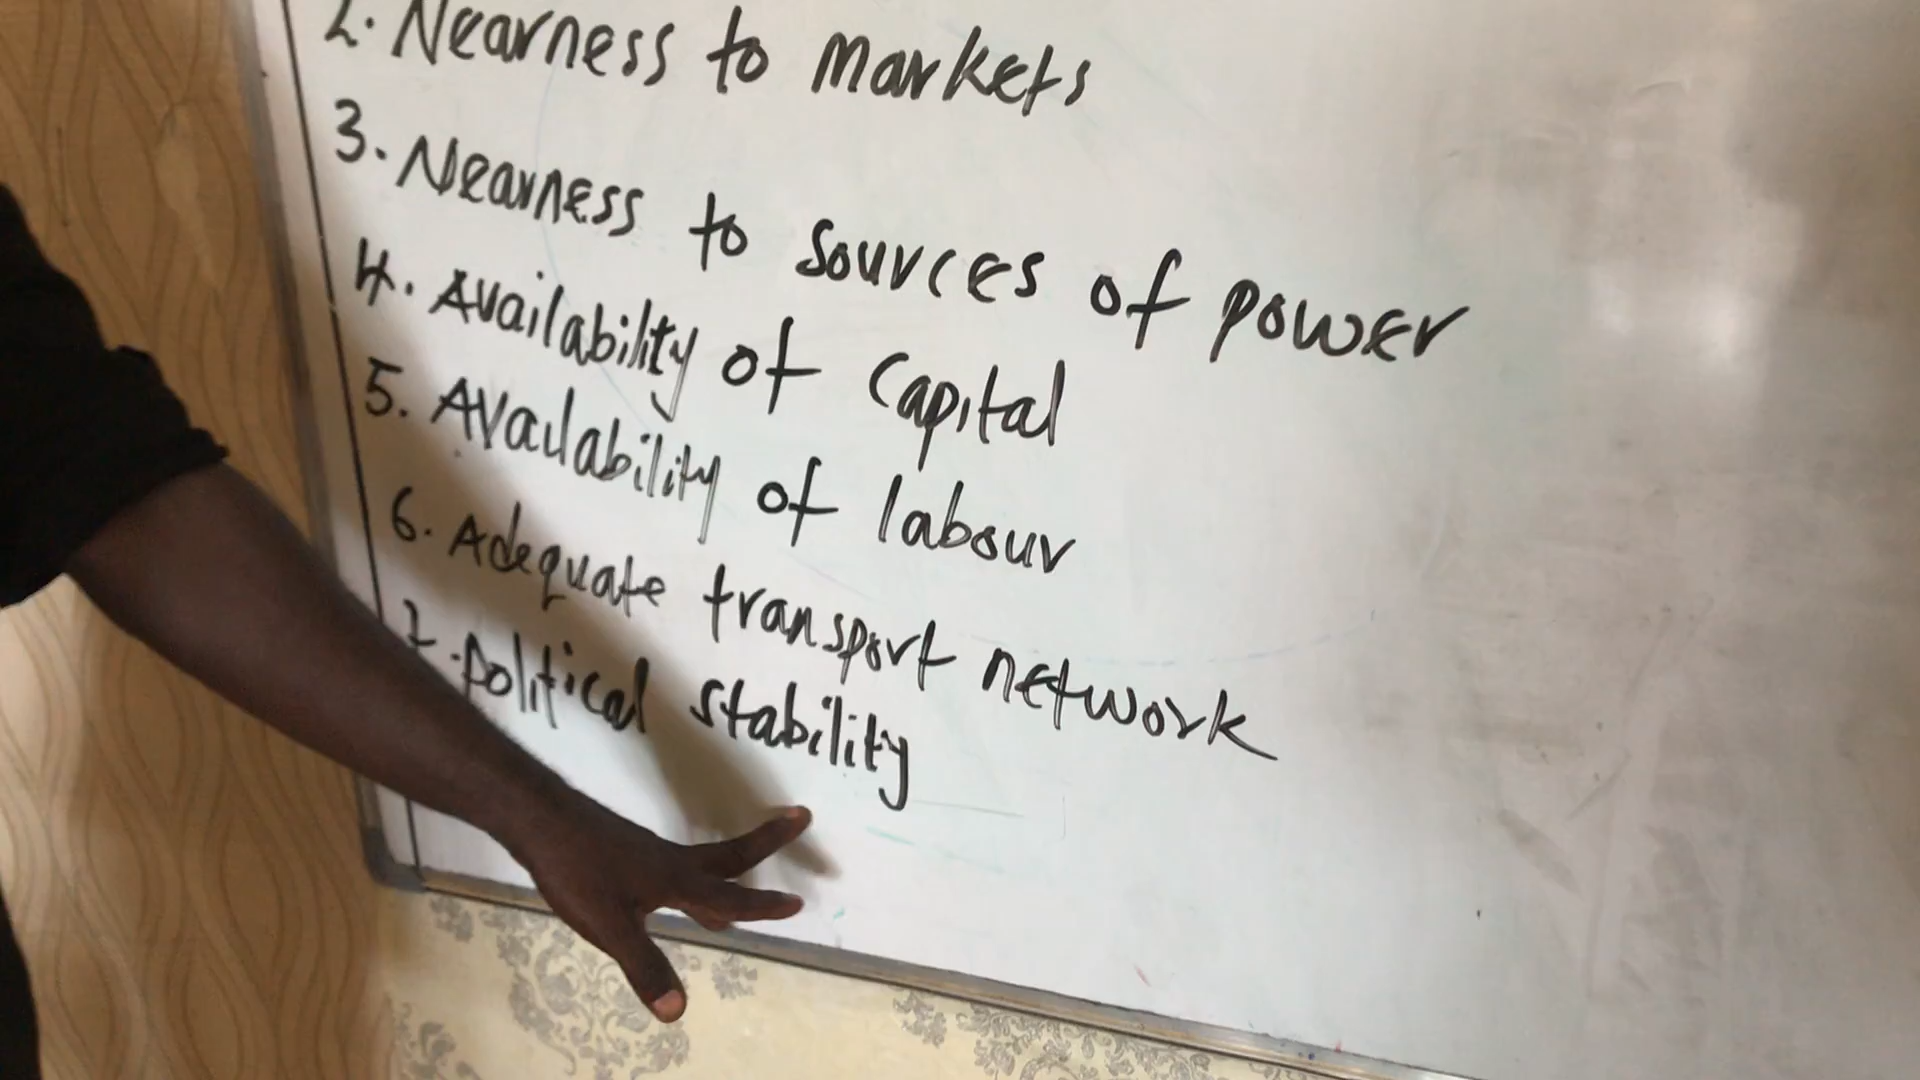 2. Nearness to markets
3. Nearness to sources of power
4. Availability of capital
5. Availability of labour
6. Adequate transport network
7. political stability